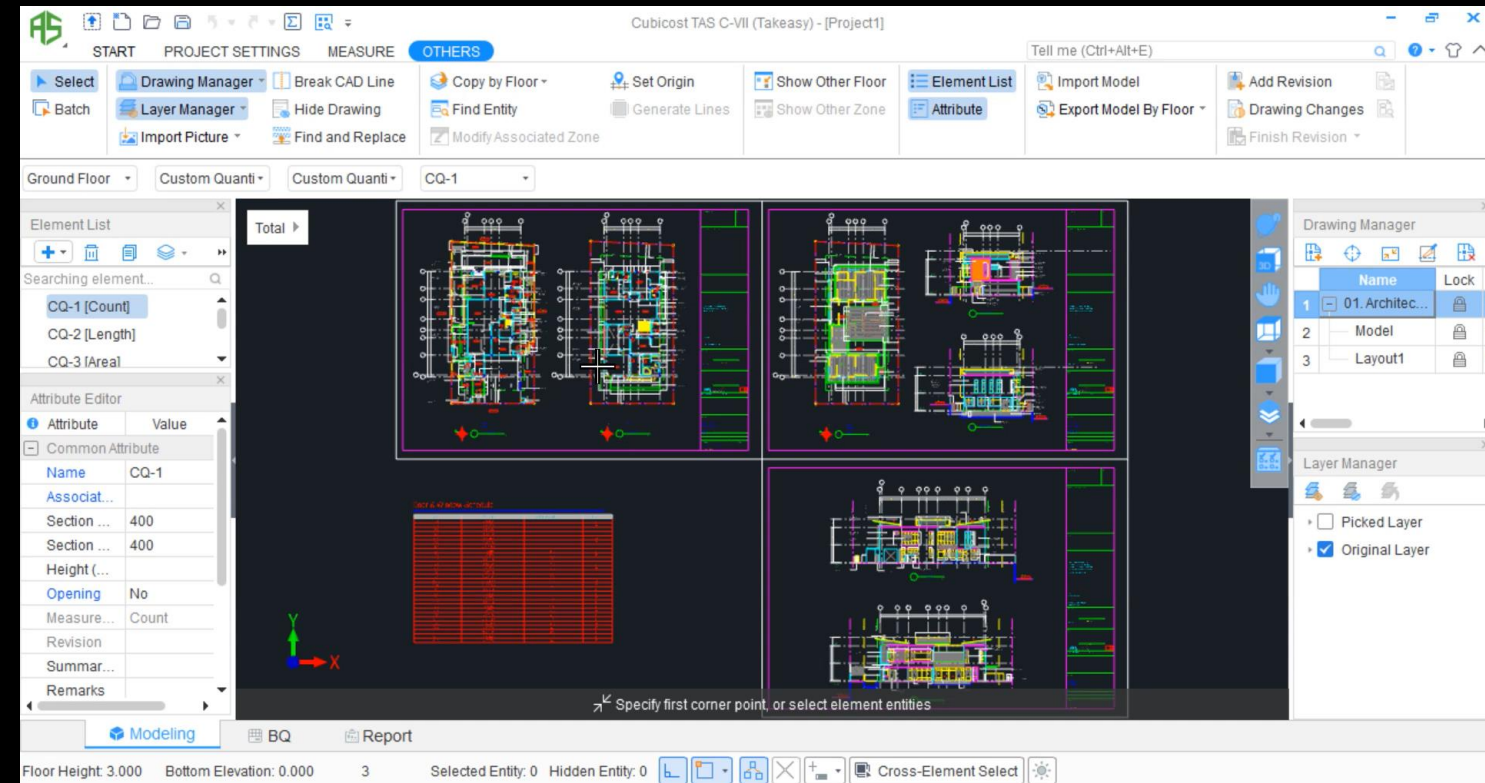 Cubicost TAS C-VII (Takeasy) - [Project1]
START PROJECT SETTINGS MEASURE OTHERS Tell me (Ctrl+Alt+E)
Select Drawing Manager Break CAD Line Copy by Floor Set Origin Show Other Floor Element List Import Model Add Revision
Batch Layer Manager Hide Drawing Find Entity Generate Lines Show Other Zone Attribute Export Model By Floor Drawing Changes
Import Picture Find and Replace Modify Associated Zone Finish Revision
Ground Floor Custom Quanti Custom Quanti CQ-1
Element List
Searching element...
CQ-1 [Count]
CQ-2 [Length]
CQ-3 [Area]
Attribute Editor
Attribute Value
Common Attribute
Name CQ-1
Associat...
Section ... 400
Section ... 400
Height (...
Opening No
Measure... Count
Revision
Summar...
Remarks
Total
Y
X
Specify first corner point, or select element entities
3D
Drawing Manager
Name Lock
1 01. Architec...
2 Model
3 Layout1
Layer Manager
Picked Layer
Original Layer
Modeling BQ Report
Floor Height: 3.000 Bottom Elevation: 0.000 3 Selected Entity: 0 Hidden Entity: 0 Cross-Element Select